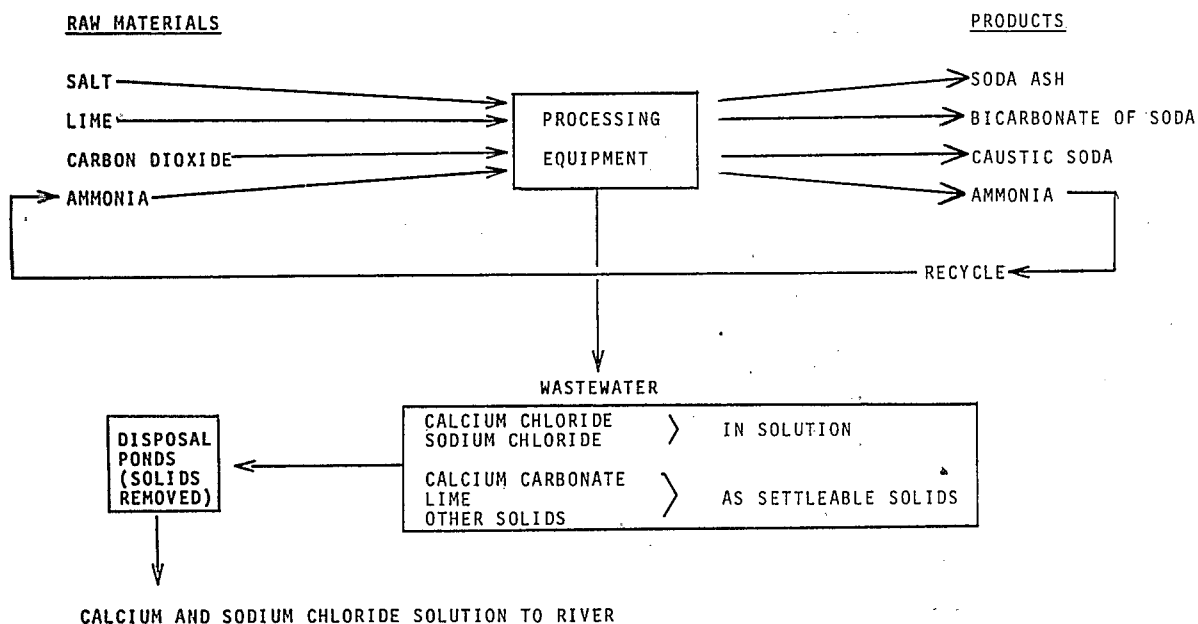 RAW MATERIALS
PRODUCTS
SALT
LIME
CARBON DIOXIDE
AMMONIA
PROCESSING
EQUIPMENT
SODA ASH
BICARBONATE OF SODA
CAUSTIC SODA
AMMONIA
RECYCLE
WASTEWATER
CALCIUM CHLORIDE
SODIUM CHLORIDE
IN SOLUTION
CALCIUM CARBONATE
LIME
OTHER SOLIDS
AS SETTLEABLE SOLIDS
DISPOSAL
PONDS
(SOLIDS
REMOVED)
CALCIUM AND SODIUM CHLORIDE SOLUTION TO RIVER